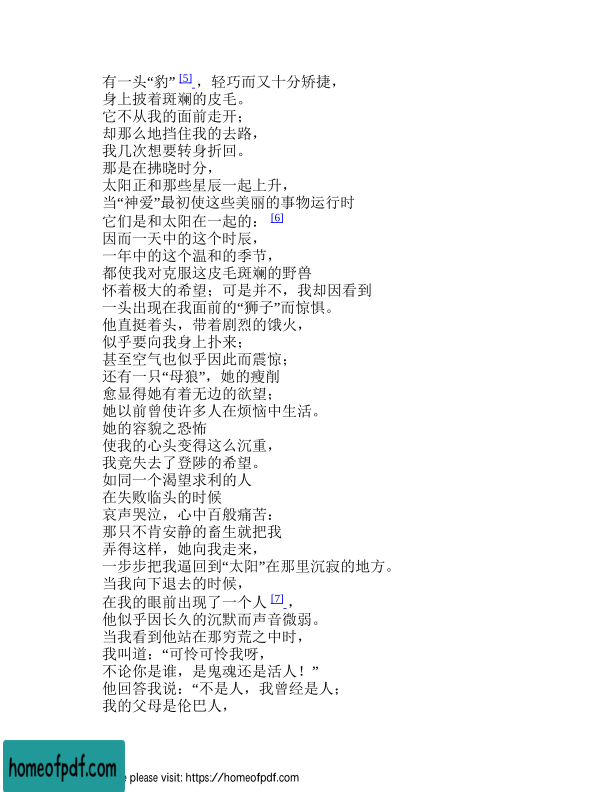 有一头“豹” [5] ，轻巧而又十分矫捷，
身上披着斑斓的皮毛。
它不从我的面前走开；
却那么地挡住我的去路，
我几次想要转身折回。
那是在拂晓时分，
太阳正和那些星辰一起上升，
当“神爱”最初使这些美丽的事物运行时
它们是和太阳在一起的： [6]
因而一天中的这个时辰，
一年中的这个温和的季节，
都使我对克服这皮毛斑斓的野兽
怀着极大的希望；可是并不，我却因看到
一头出现在我面前的“狮子”而惊惧。
他直挺着头，带着剧烈的饿火，
似乎要向我身上扑来；
甚至空气也似乎因此而震惊；
还有一只“母狼”，她的瘦削
愈显得她有着无边的欲望；
她以前曾使许多人在烦恼中生活。
她的容貌之恐怖
使我的心头变得这么沉重，
我竟失去了登陟的希望。
如同一个渴望求利的人
在失败临头的时候
哀声哭泣，心中百般痛苦：
那只不肯安静的畜生就把我
弄得这样，她向我走来，
一步步把我逼回到“太阳”在那里沉寂的地方。
当我向下退去的时候，
在我的眼前出现了一个人 [7] ，
他似乎因长久的沉默而声音微弱。
当我看到他站在那穷荒之中时，
我叫道：“可怜可怜我呀，
不论你是谁，是鬼魂还是活人！”
他回答我说：“不是人，我曾经是人；
我的父母是伦巴人，
homeofpdf.com
e please visit: https://homeofpdf.com